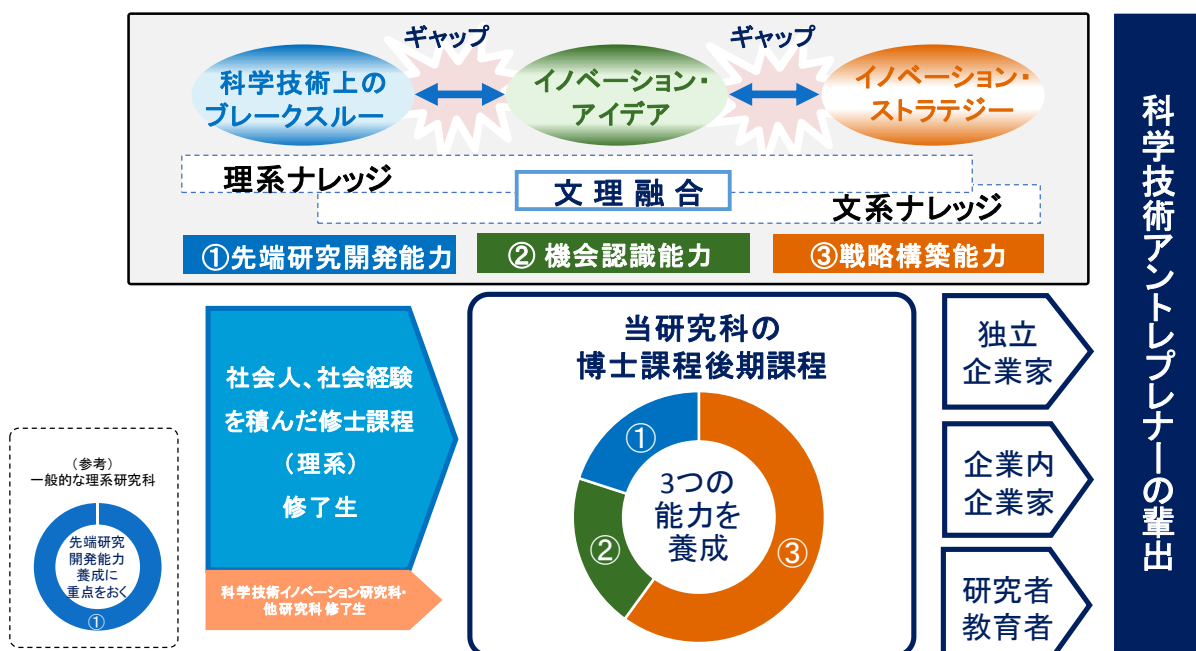 ギャップ
ギャップ
科学技術上の
ブレークスルー
イノベーション・
アイデア
イノベーション・
ストラテジー
理系ナレッジ
文理融合
文系ナレッジ
①先端研究開発能力
② 機会認識能力
③戦略構築能力
社会人、社会経験
を積んだ修士課程
（理系）
修了生
科学技術イノベーション研究科・
他研究科 修了生
（参考）
一般的な理系研究科
先端研究
開発能力
養成に
重点をおく
①
当研究科の
博士課程後期課程
①
②
③
3つの
能力を
養成
独立
企業家
企業内
企業家
研究者
教育者
科学技術アントレプレナーの輩出